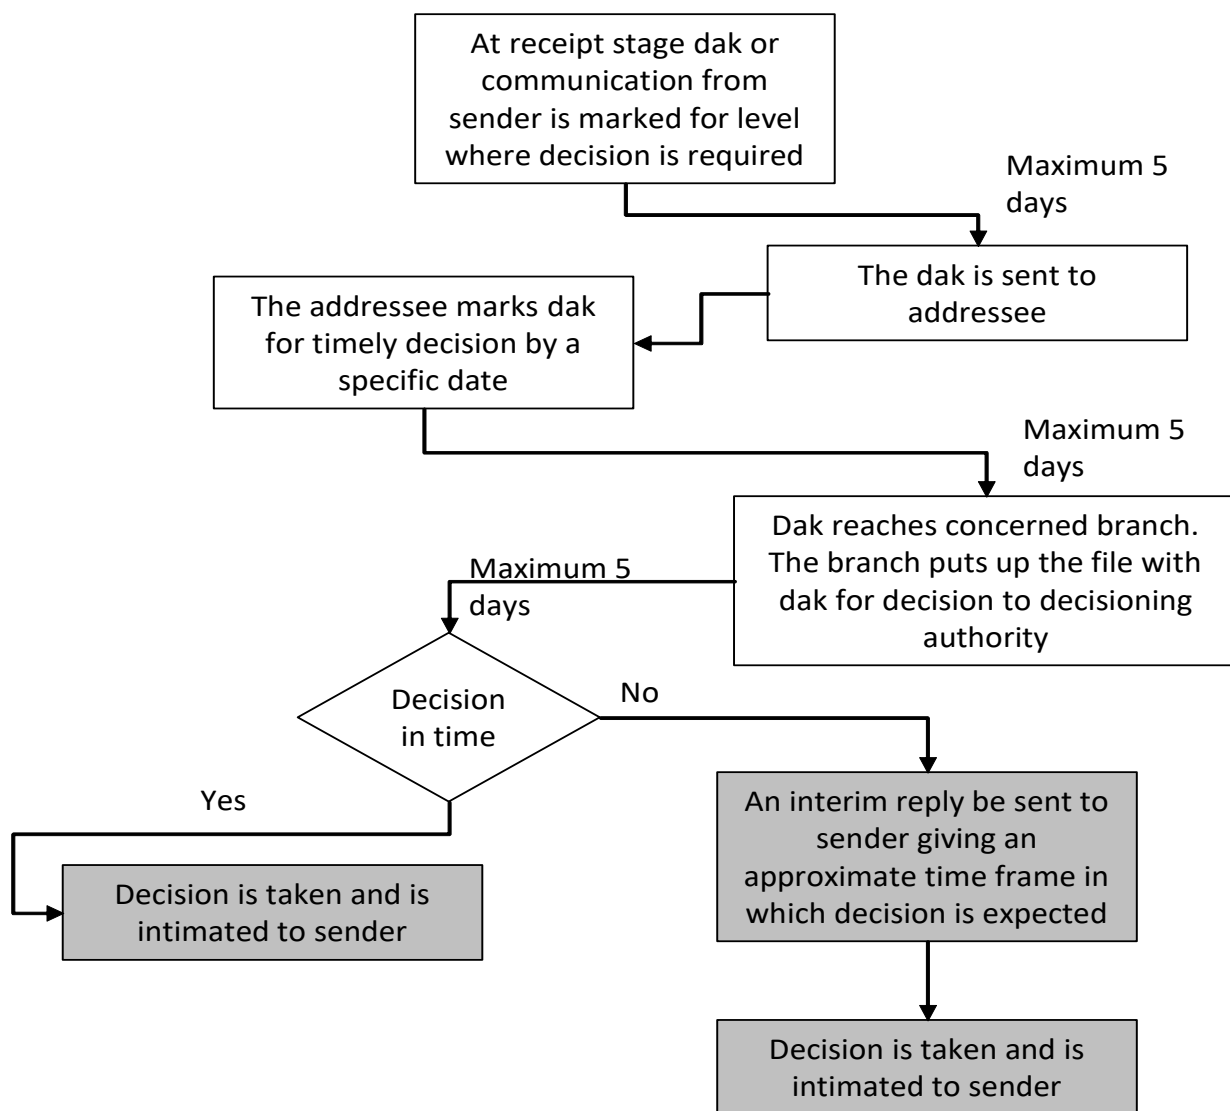 At receipt stage dak or
communication from
sender is marked for level
where decision is required
Maximum 5
days
The dak is sent to
addressee
The addressee marks dak
for timely decision by a
specific date
Maximum 5
days
Dak reaches concerned branch.
The branch puts up the file with
dak for decision to decisioning
authority
Maximum 5
days
Decision
in time
No
Yes
An interim reply be sent to
sender giving an
approximate time frame in
which decision is expected
Decision is taken and is
intimated to sender
Decision is taken and is
intimated to sender